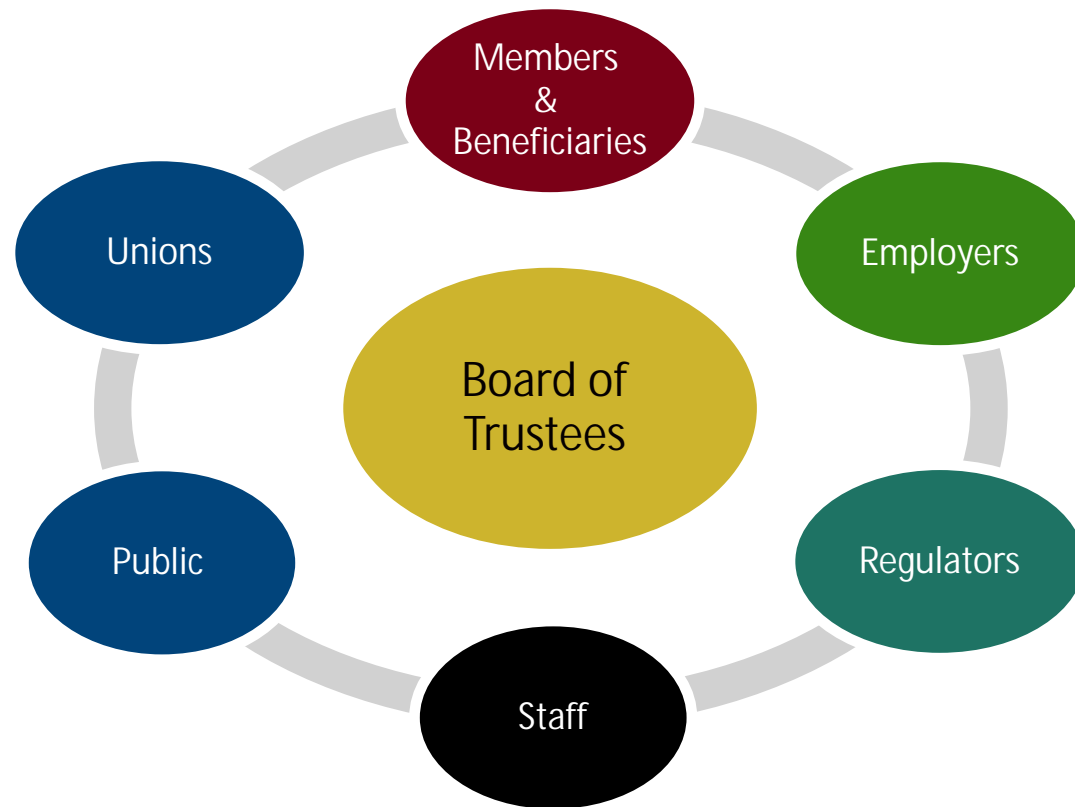 Members
&
Beneficiaries
Unions
Employers
Board of
Trustees
Public
Regulators
Staff